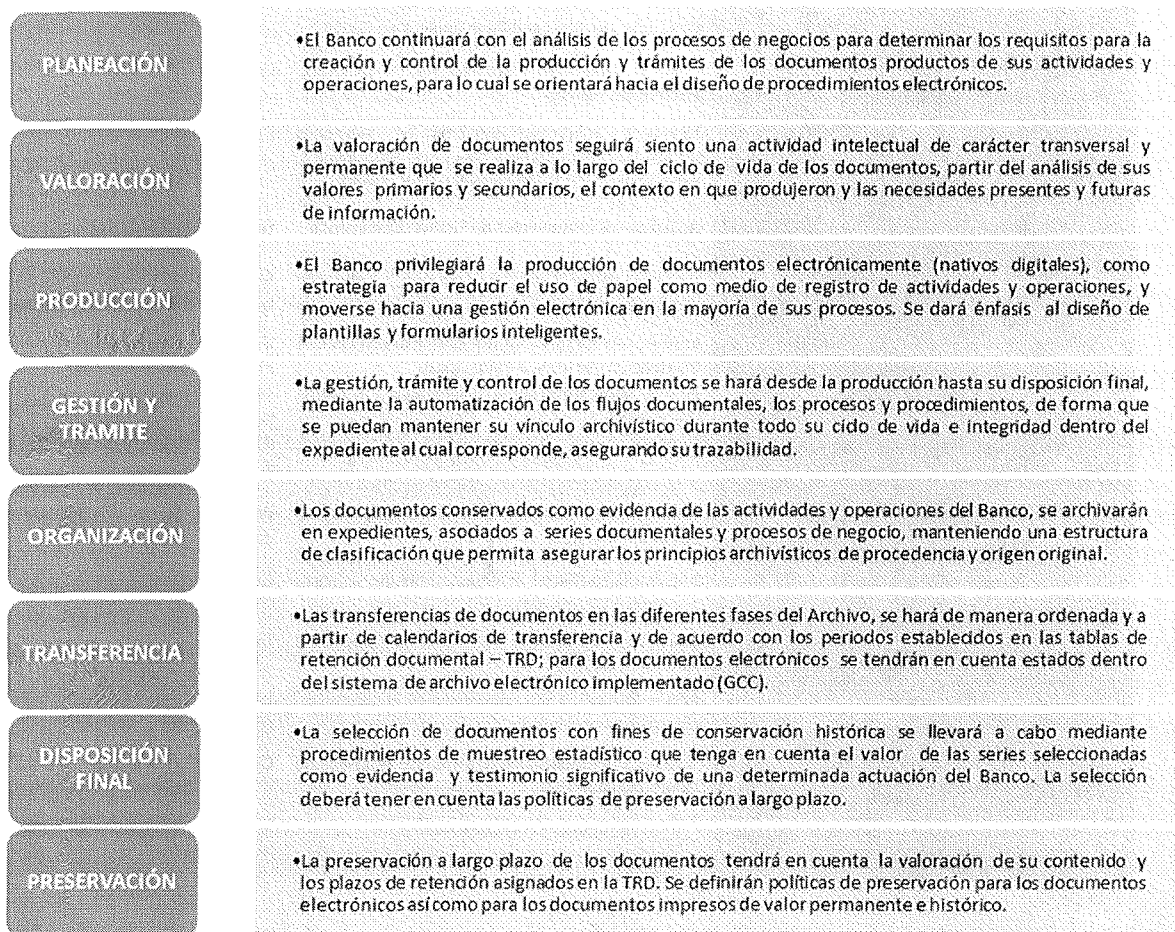 PLANEACIÓN
•El Banco continuará con el análisis de los procesos de negocios para determinar los requisitos para la
creación y control de la producción y trámites de los documentos productos de sus actividades y
operaciones, para lo cual se orientará hacia el diseño de procedimientos electrónicos.
VALORACIÓN
•La valoración de documentos seguirá siento una actividad intelectual de carácter transversal y
permanente que se realiza a lo largo del ciclo de vida de los documentos, partir del análisis de sus
valores primarios y secundarios, el contexto en que produjeron y las necesidades presentes y futuras
de información.
PRODUCCIÓN
•El Banco privilegiará la producción de documentos electrónicamente (nativos digitales), como
estrategia para reducir el uso de papel como medio de registro de actividades y operaciones, y
moverse hacia una gestión electrónica en la mayoría de sus procesos. Se dará énfasis al diseño de
plantillas y formularios inteligentes.
GESTIÓN Y
TRAMITE
•La gestión, trámite y control de los documentos se hará desde la producción hasta su disposición final,
mediante la automatización de los flujos documentales, los procesos y procedimientos, de forma que
se puedan mantener su vínculo archivístico durante todo su ciclo de vida e integridad dentro del
expediente al cual corresponde, asegurando su trazabilidad.
ORGANIZACIÓN
•Los documentos conservados como evidencia de las actividades y operaciones del Banco, se archivarán
en expedientes, asociados a series documentales y procesos de negocio, manteniendo una estructura
de clasificación que permita asegurar los principios archivísticos de procedencia y origen original.
TRANSFERENCIA
•Las transferencias de documentos en las diferentes fases del Archivo, se hará de manera ordenada y a
partir de calendarios de transferencia y de acuerdo con los periodos establecidos en las tablas de
retención documental – TRD; para los documentos electrónicos se tendrán en cuenta estados dentro
del sistema de archivo electrónico implementado (GCC).
DISPOSICIÓN
FINAL
•La selección de documentos con fines de conservación histórica se llevará a cabo mediante
procedimientos de muestreo estadístico que tenga en cuenta el valor de las series seleccionadas
como evidencia y testimonio significativo de una determinada actuación del Banco. La selección
deberá tener en cuenta las políticas de preservación a largo plazo.
PRESERVACIÓN
•La preservación a largo plazo de los documentos tendrá en cuenta la valoración de su contenido y
los plazos de retención asignados en la TRD. Se definirán políticas de preservación para los documentos
electrónicos así como para los documentos impresos de valor permanente e histórico.